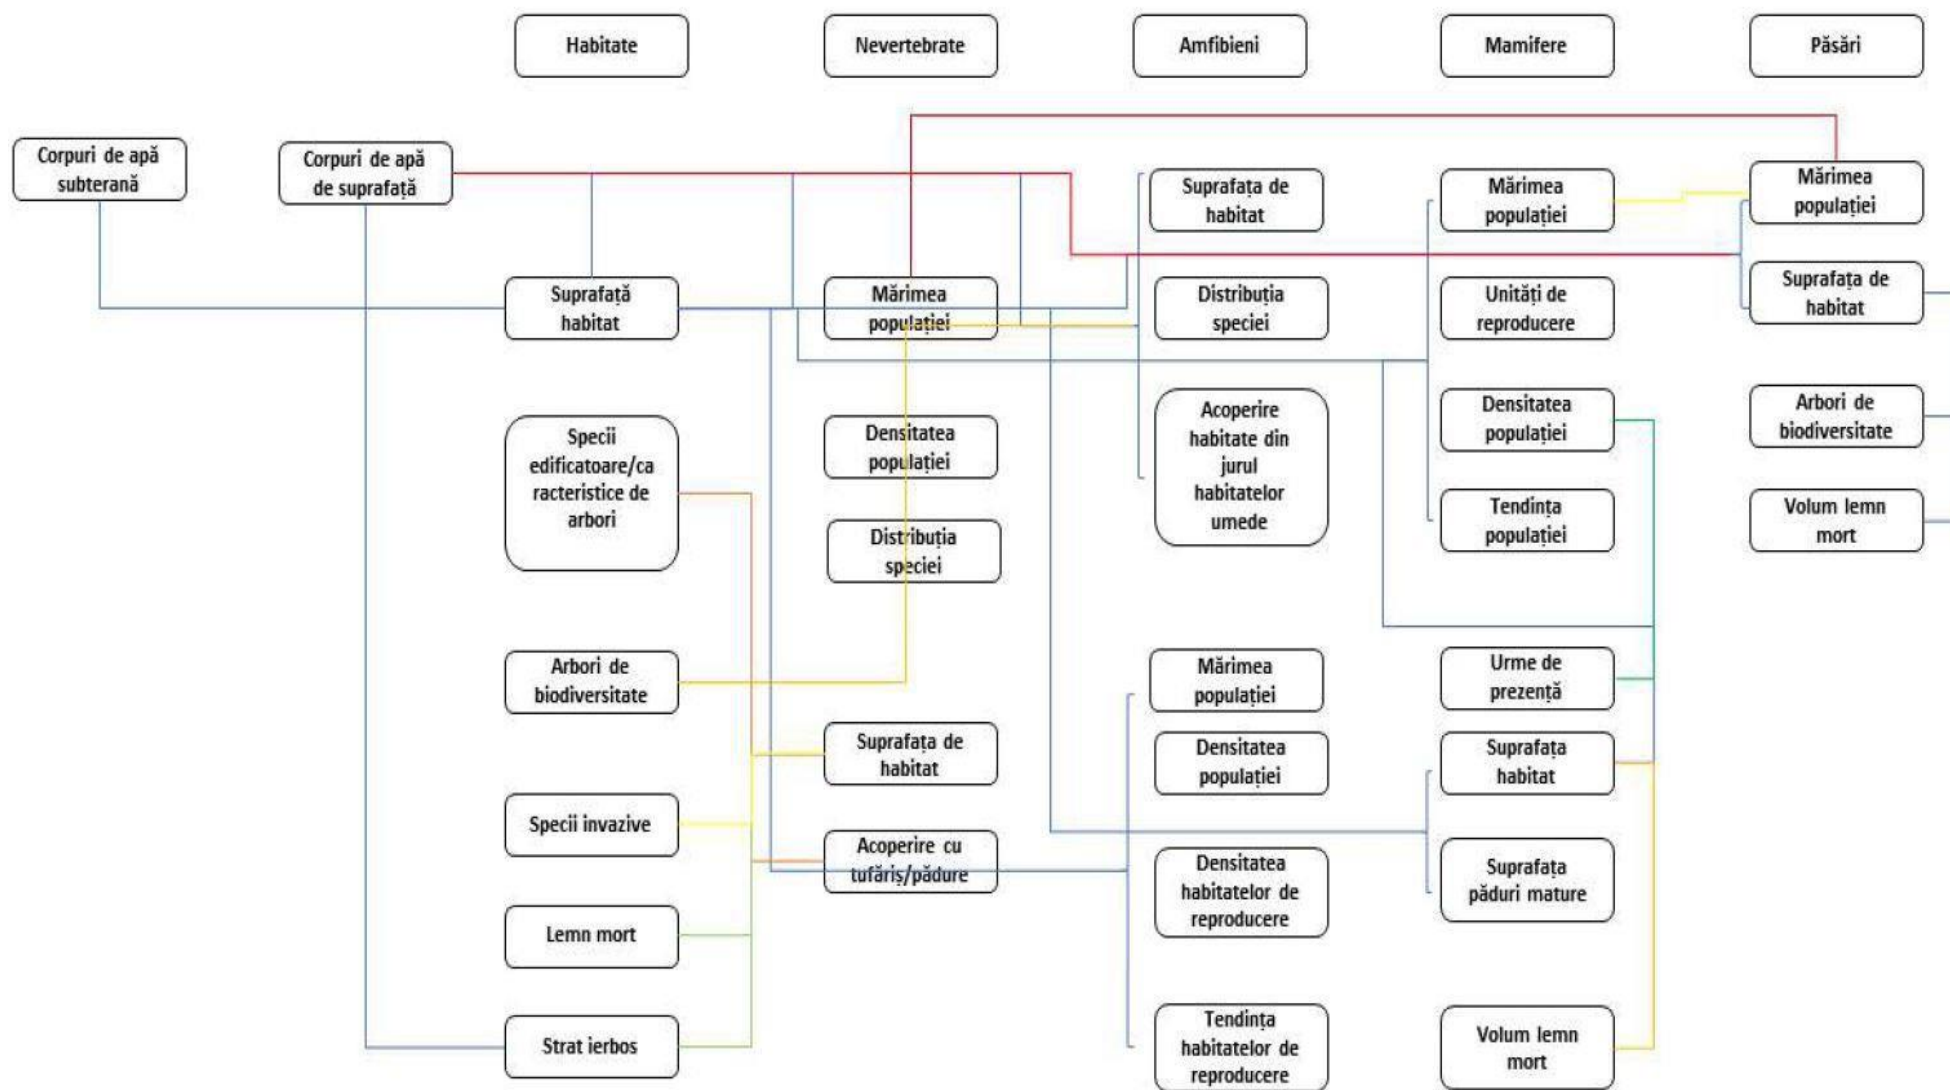 Habitate
Nevertebrate
Amfibieni
Mamifere
Păsări
Corpuri de apă
subterană
Corpuri de apă
de suprafață
Suprafață
habitat
Specii
edificatoare/ca
racteristice de
arbori
Arbori de
biodiversitate
Specii invazive
Lemn mort
Strat ierbos
Mărimea
populației
Densitatea
populației
Distribuția
speciei
Suprafața de
habitat
Acoperire cu
tufăriș/pădure
Suprafața de
habitat
Distribuția
speciei
Acoperire
habitate din
jurul
habitatelor
umede
Mărimea
populației
Densitatea
populației
Densitatea
habitatelor de
reproducere
Tendința
habitatelor de
reproducere
Mărimea
populației
Unități de
reproducere
Densitatea
populației
Tendința
populației
Urme de
prezență
Suprafața
habitat
Suprafața
păduri mature
Volum lemn
mort
Mărimea
populației
Suprafața de
habitat
Arbori de
biodiversitate
Volum lemn
mort